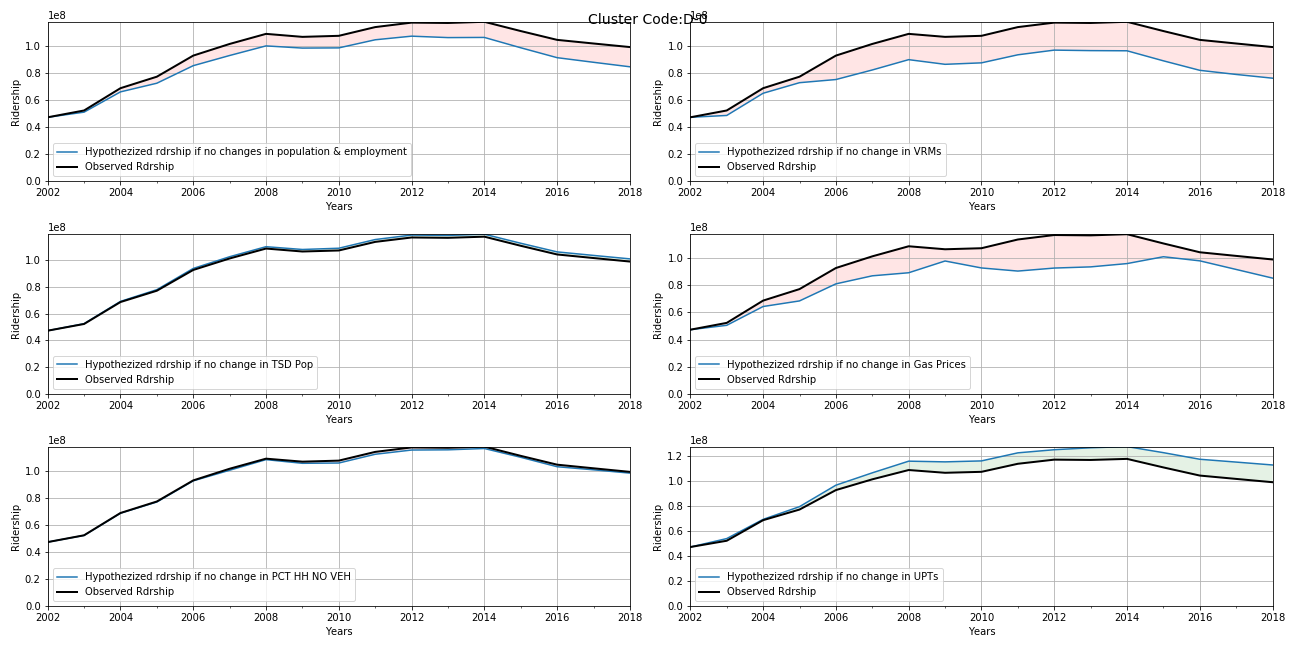 Cluster Code:D-0
1e8
1e8
1.0
0.8
0.6
0.4
0.2
0.0
Ridership
Hypothezized rdrship if no changes in population & employment
Observed Rdrship
2002 2004 2006 2008 2010 2012 2014 2016 2018
Years
1.0
0.8
0.6
0.4
0.2
0.0
Ridership
Hypothezized rdrship if no change in VRMs
Observed Rdrship
2002 2004 2006 2008 2010 2012 2014 2016 2018
Years
1e8
1.0
0.8
0.6
0.4
0.2
0.0
Ridership
Hypothezized rdrship if no change in TSD Pop
Observed Rdrship
2002 2004 2006 2008 2010 2012 2014 2016 2018
Years
1e8
1.0
0.8
0.6
0.4
0.2
0.0
Ridership
Hypothezized rdrship if no change in Gas Prices
Observed Rdrship
2002 2004 2006 2008 2010 2012 2014 2016 2018
Years
1e8
1.0
0.8
0.6
0.4
0.2
0.0
Ridership
Hypothezized rdrship if no change in PCT HH NO VEH
Observed Rdrship
2002 2004 2006 2008 2010 2012 2014 2016 2018
Years
1e8
1.2
1.0
0.8
0.6
0.4
0.2
0.0
Ridership
Hypothezized rdrship if no change in UPTs
Observed Rdrship
2002 2004 2006 2008 2010 2012 2014 2016 2018
Years